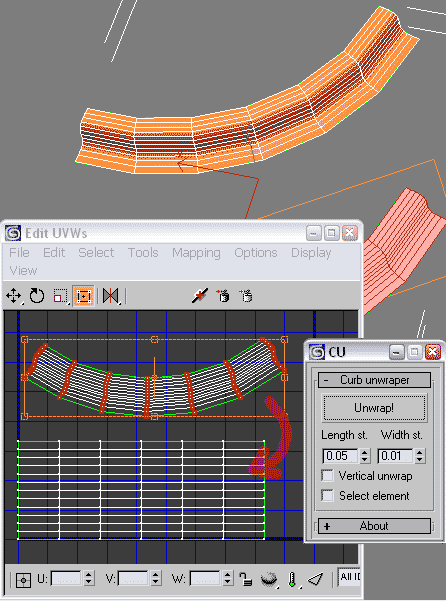 Edit UVWs
File Edit Select Tools Mapping Options Display
View
CU
- Curb unwraper
Unwrap!
Length st. Width st.
0.05 0.01
Vertical unwrap
Select element
+ About
U: V: W: All ID